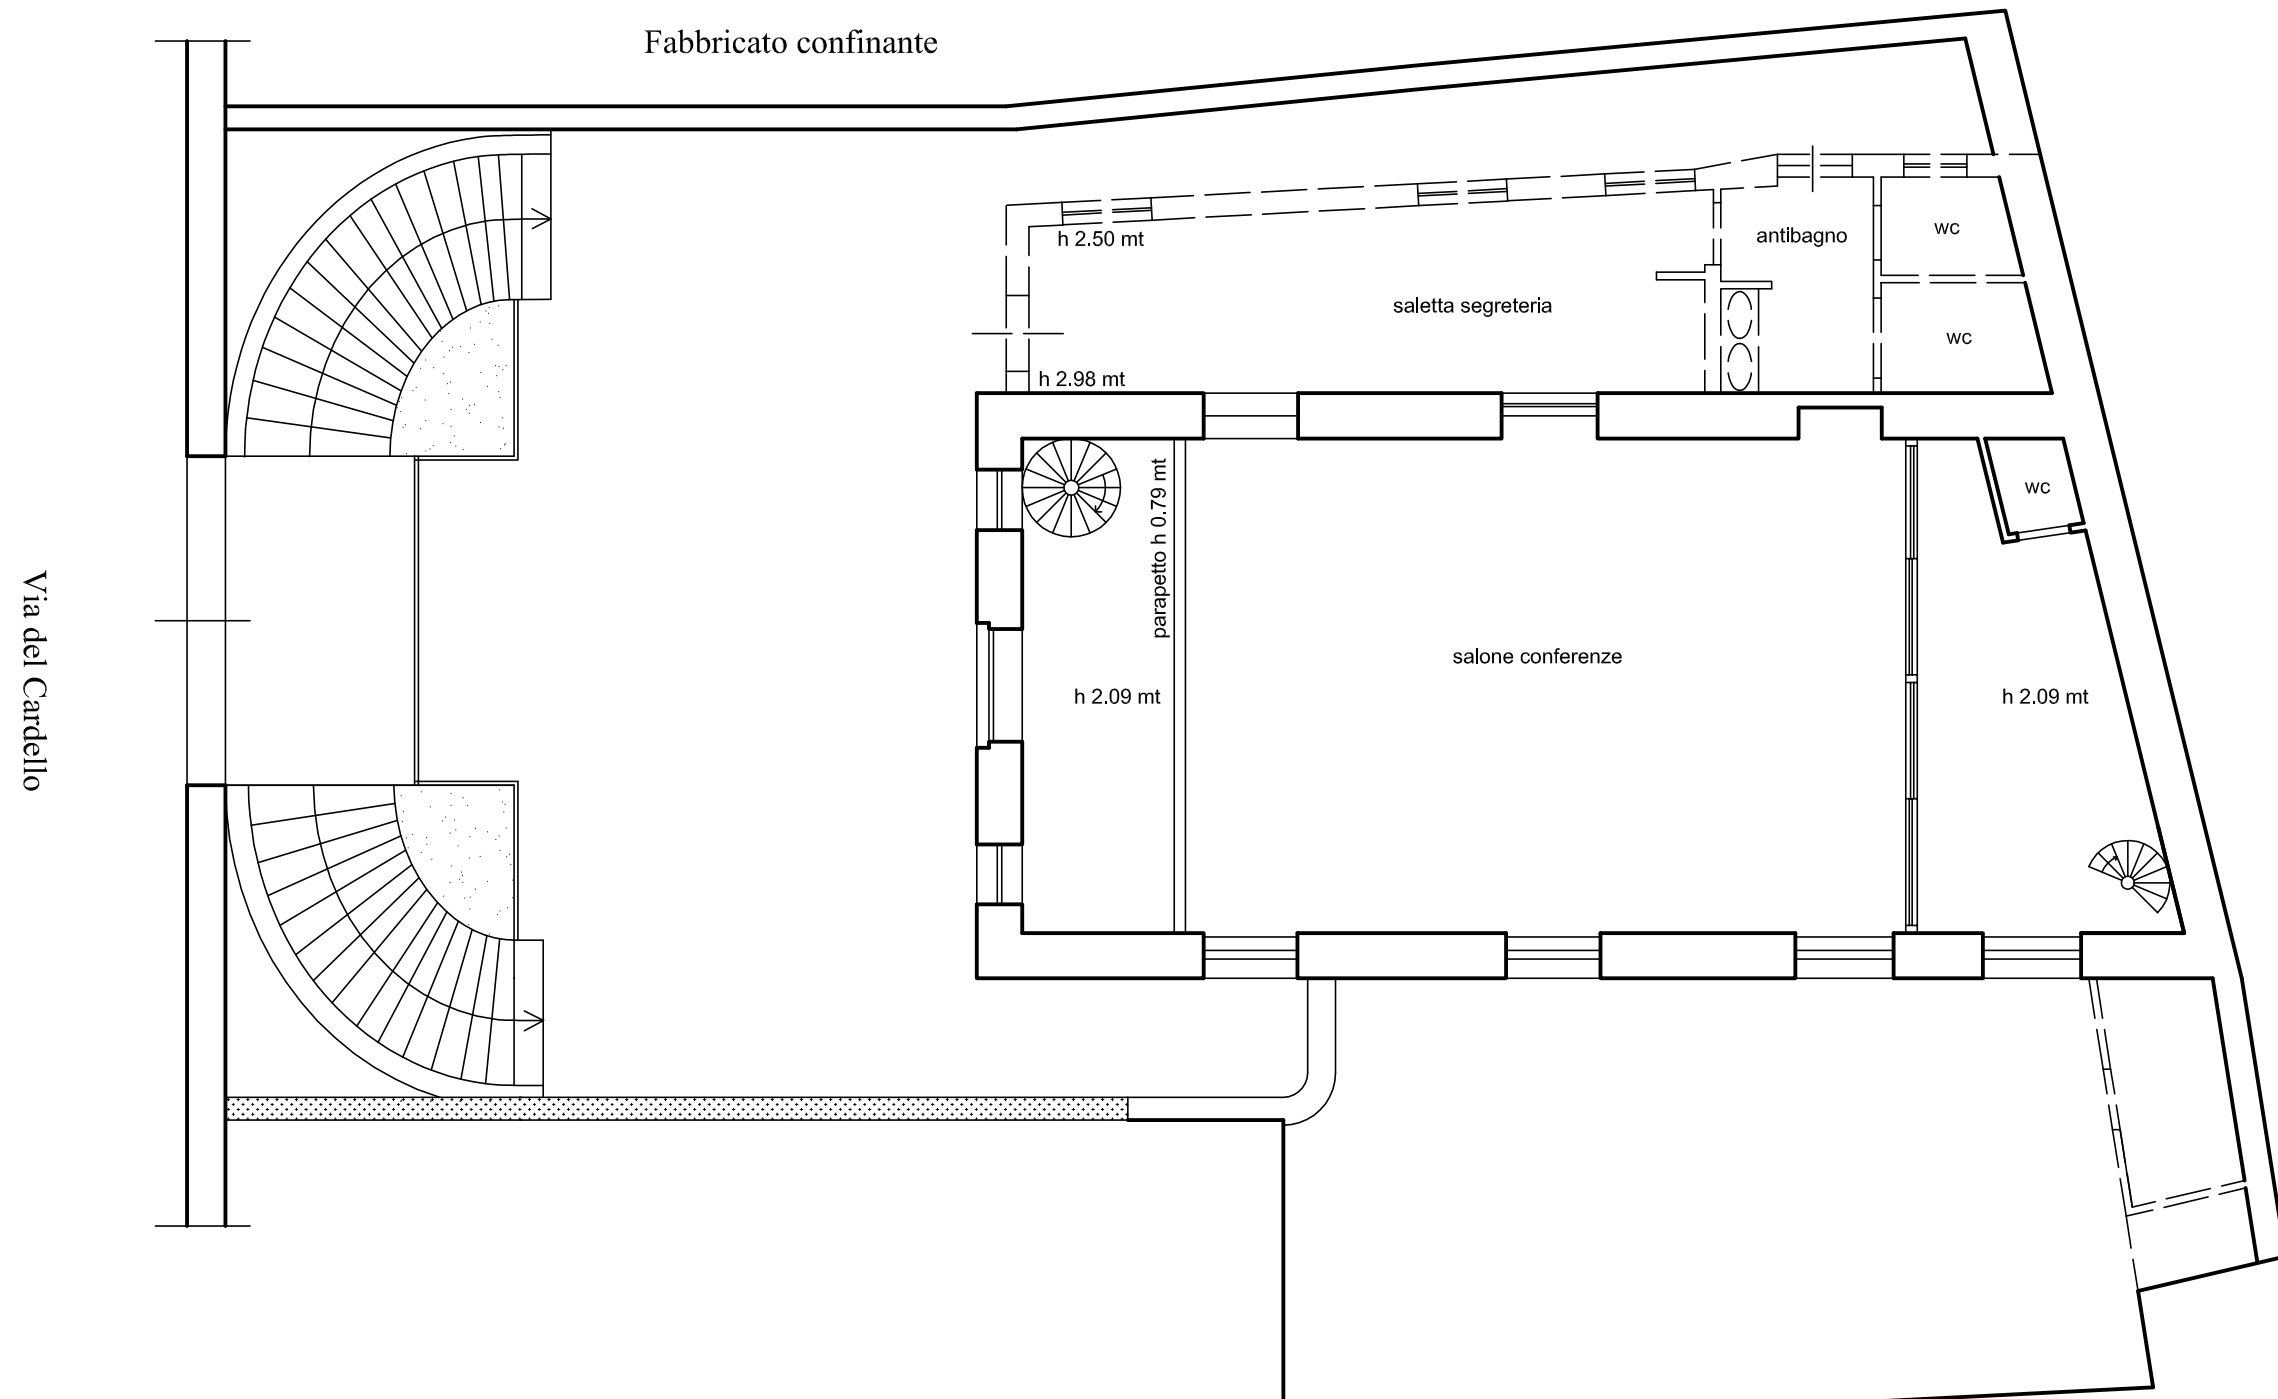 Fabbricato confinante
h 2.50 mt
antibagno
wc
saletta segreteria
wc
h 2.98 mt
parapetto h 0.79 mt
wc
Via del Cardello
salone conferenze
h 2.09 mt
h 2.09 mt